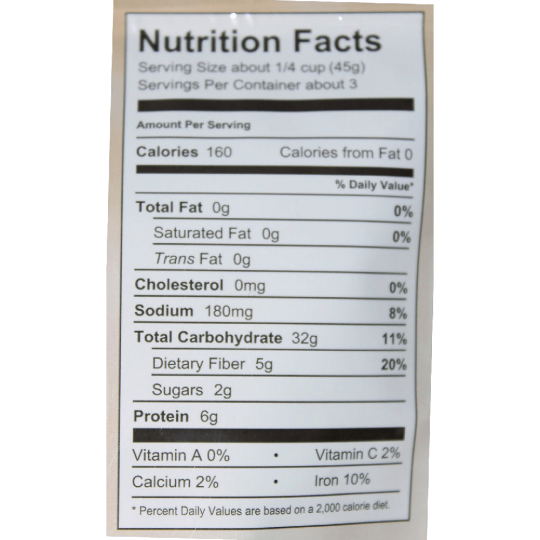 Nutrition Facts
Serving Size about 1/4 cup (45g)
Servings Per Container about 3
Amount Per Serving
Calories 160 Calories from Fat 0
% Daily Value*
Total Fat 0g 0%
Saturated Fat 0g 0%
Trans Fat 0g
Cholesterol 0mg 0%
Sodium 180mg 8%
Total Carbohydrate 32g 11%
Dietary Fiber 5g 20%
Sugars 2g
Protein 6g
Vitamin A 0% • Vitamin C 2%
Calcium 2% • Iron 10%
* Percent Daily Values are based on a 2,000 calorie diet.